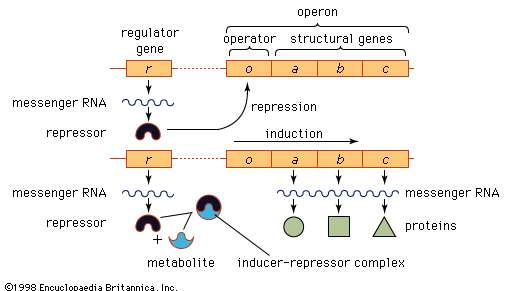 operon
regulator
gene
operator
structural genes
r
o
a
b
c
messenger RNA
repression
repressor
induction
r
o
a
b
c
messenger RNA
messenger RNA
repressor
proteins
+
metabolite
inducer-repressor complex
©1998 Encyclopaedia Britannica, Inc.